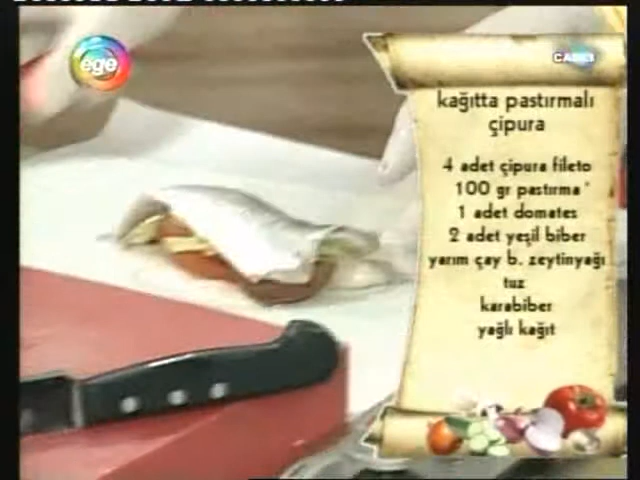 ege
CANLI
kağıtta pastırmalı
çipura
4 adet çipura fileto
100 gr pastırma
1 adet domates
2 adet yeşil biber
yarım çay b. zeytinyağı
tuz
karabiber
yağlı kağıt